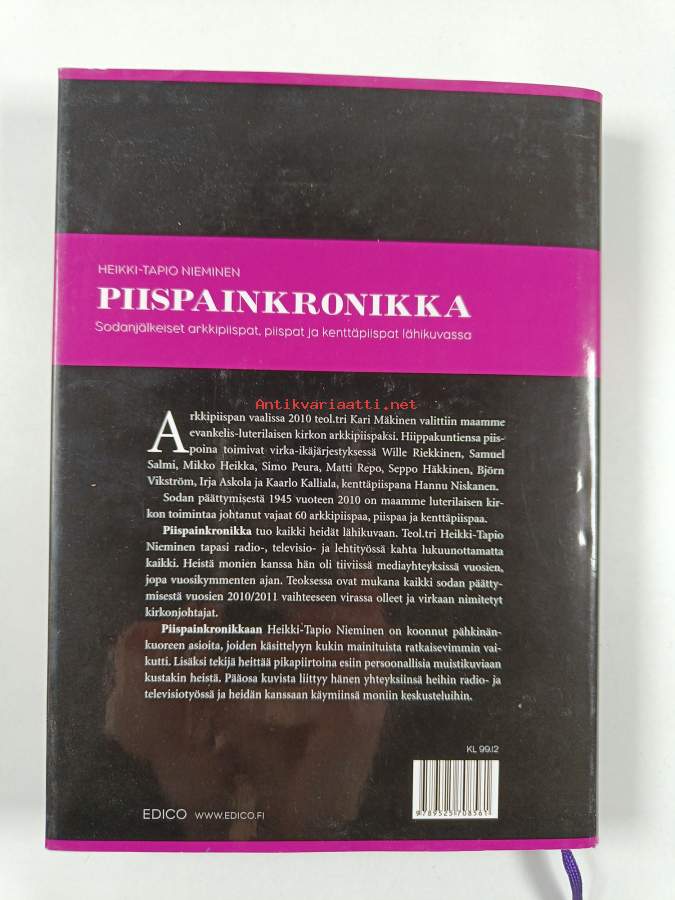 HEIKKI-TAPIO NIEMINEN
PIISPAINKRONIKKA
Sodanjälkeiset arkkipiispat, piispat ja kenttäpiispat lähikuvassa
Antikvariaatti.net
Arkkipiispan vaalissa 2010 teol.tri Kari Mäkinen valittiin maamme
evankelis-luterilaisen kirkon arkkipiispaksi. Hiippakuntiensa piis-
poina toimivat virka-ikäjärjestyksessä Wille Riekkinen, Samuel
Salmi, Mikko Heikka, Simo Peura, Matti Repo, Seppo Häkkinen, Björn
Vikström, Irja Askola ja Kaarlo Kalliala, kenttäpiispana Hannu Niskanen.
Sodan päättymisestä 1945 vuoteen 2010 on maamme luterilaisen kir-
kon toimintaa johtanut vajaat 60 arkkipiispaa, piispaa ja kenttäpiispaa.
Piispainkronikka tuo kaikki heidät lähikuvaan. Teol.tri Heikki-Tapio
Nieminen tapasi radio-, televisio- ja lehtityössä kahta lukuunottamatta
kaikki. Heistä monien kanssa hän oli tiiviissä mediayhteyksissä vuosien,
jopa vuosikymmenten ajan. Teoksessa ovat mukana kaikki sodan päätty-
misestä vuosien 2010/2011 vaihteeseen virassa olleet ja virkaan nimitetyt
kirkonjohtajat.
Piispainkronikkaan Heikki-Tapio Nieminen on koonnut pähkinän-
kuoreen asioita, joiden käsittelyyn kukin mainituista ratkaisevimmin vai-
kutti. Lisäksi tekijä heittää pikapiirtoina esiin persoonallisia muistikuviaan
kustakin heistä. Pääosa kuvista liittyy hänen yhteyksiinsä heihin radio- ja
televisiotyössä ja heidän kanssaan käymiinsä moniin keskusteluihin.
KL 99.12
9789525708561
EDICO WWW.EDICO.FI